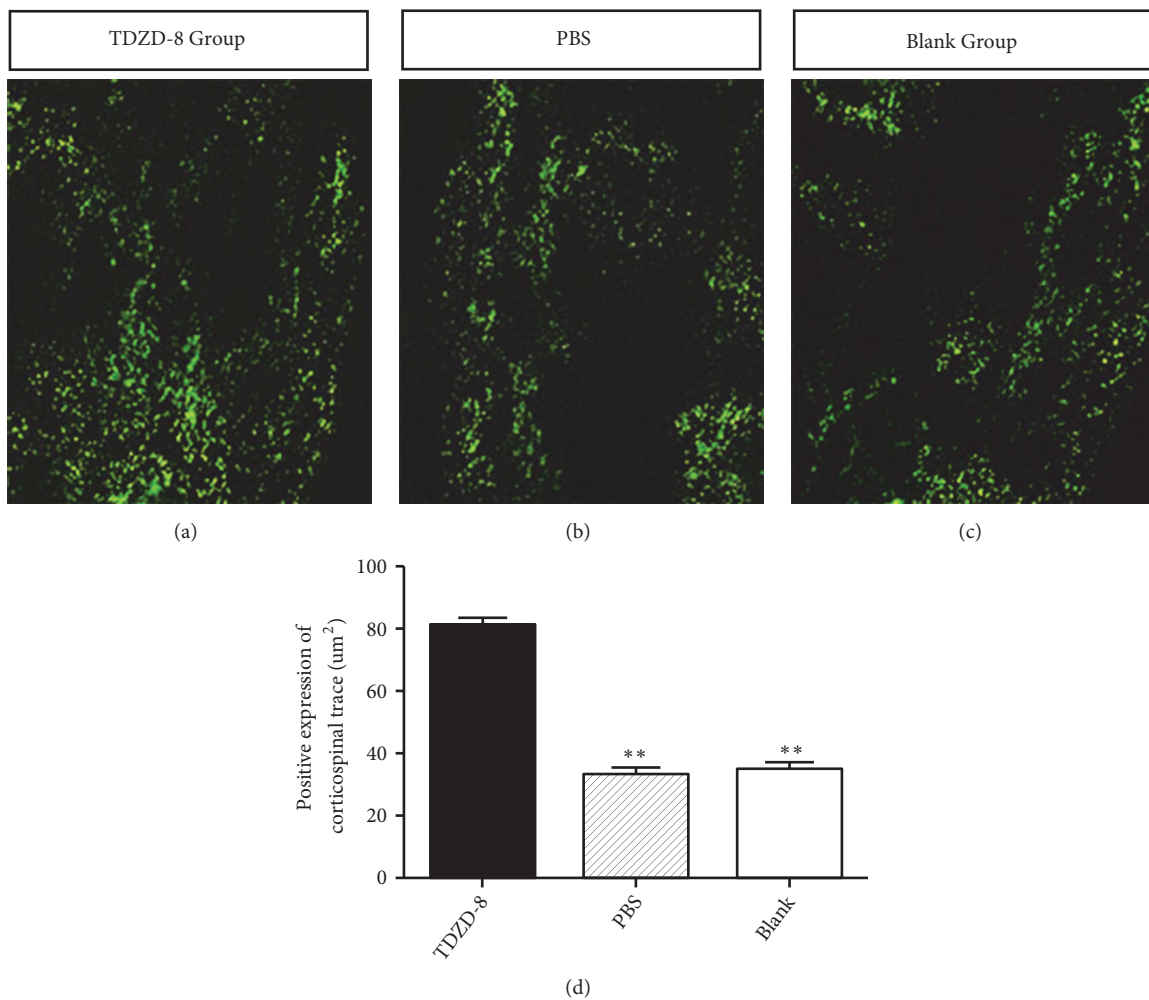 TDZD-8 Group
PBS
Blank Group
(a)
(b)
(c)
100
80
60
40
20
0
Positive expression of
corticospinal trace (um²)
**
**
TDZD-8
PBS
Blank
(d)